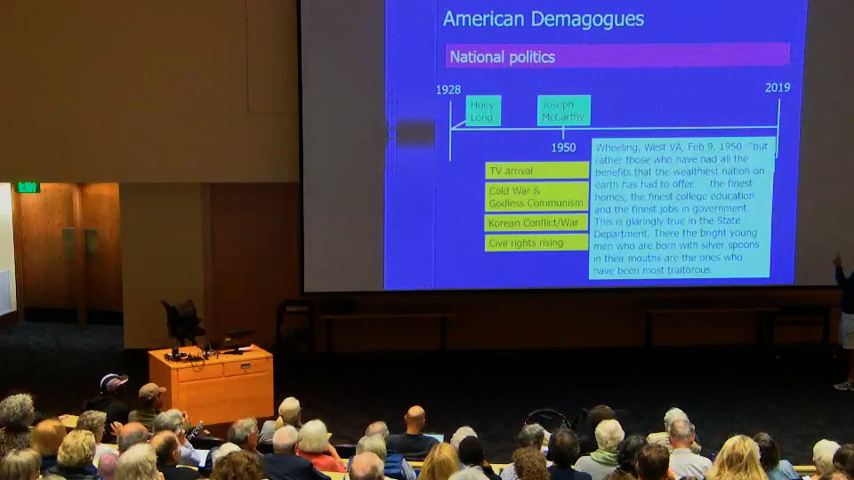 American Demagogues
National politics
1928
2019
Huey
Long
Joseph
McCarthy
1950
TV arrival
Cold War &
Godless Communism
Korean Conflict/War
Civil rights rising
Wheeling, West VA, Feb 9, 1950 "but
rather those who have had all the
benefits that the wealthiest nation on
earth has had to offer the finest
homes, the finest college education
and the finest jobs in government.
This is glaringly true in the State
Department. There the bright young
men who are born with silver spoons
in their mouths are the ones who
have been most traitorous